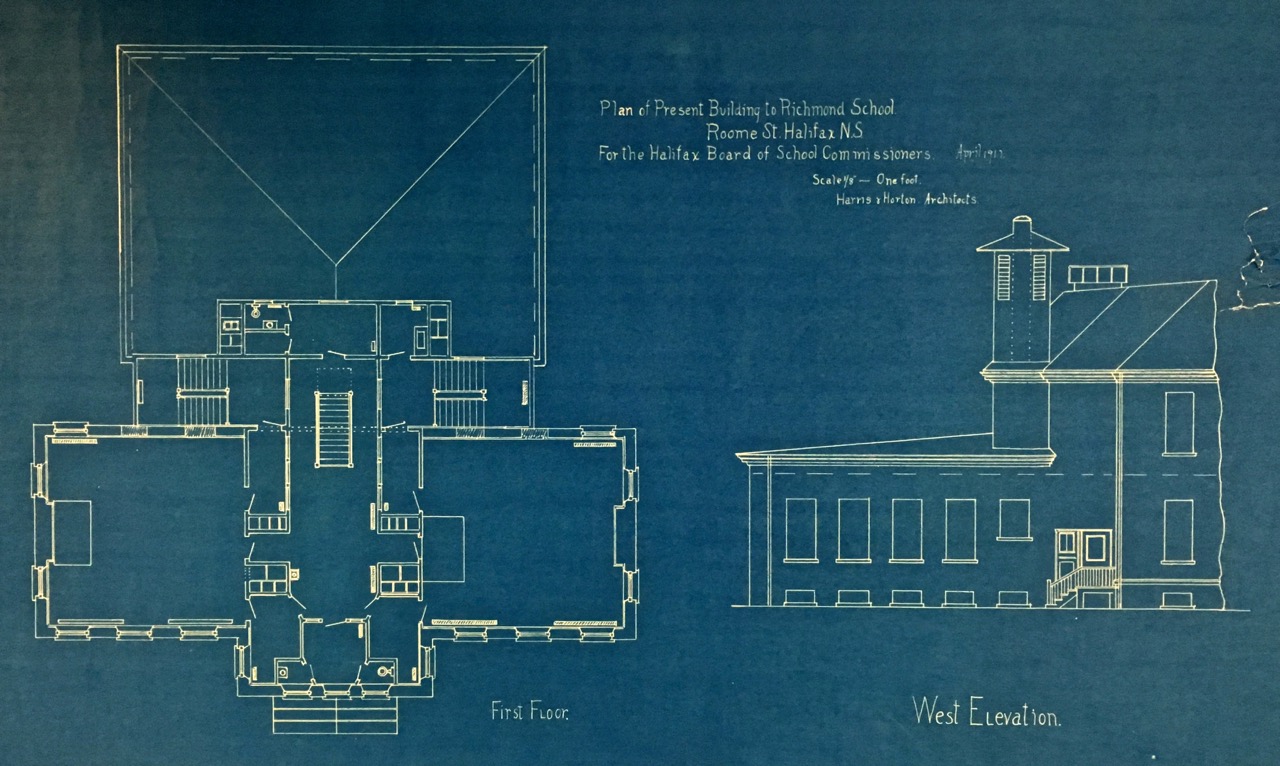 Plan of Present Building to Richmond School.
Roome St. Halifax N.S
For the Halifax Board of School Commissioners. April
Scale 1/8" — One foot.
Harris & Horton Architects
First Floor.
West Elevation.